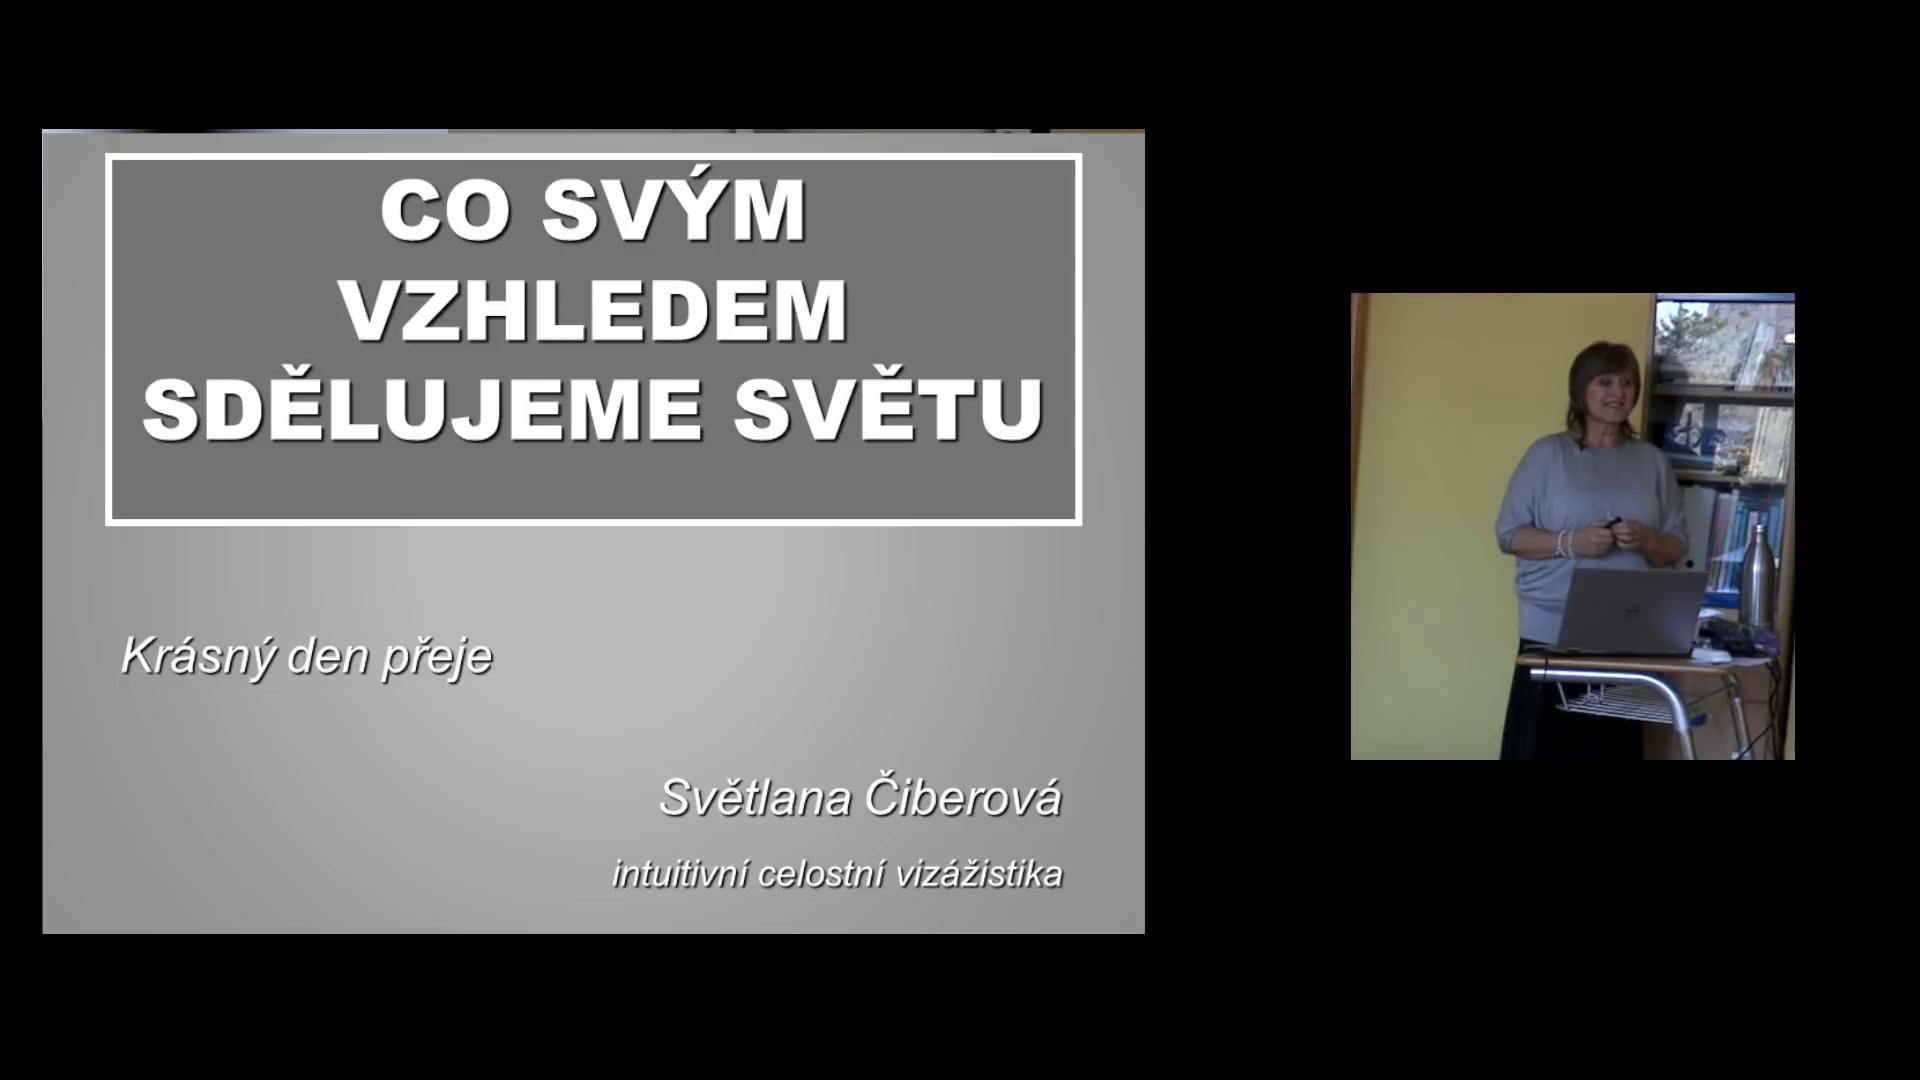 CO SVÝM
VZHLEDEM
SDĚLUJEME SVĚTU
Krásný den přeje
Světlana Čiberová
intuitivní celostní vizážistika